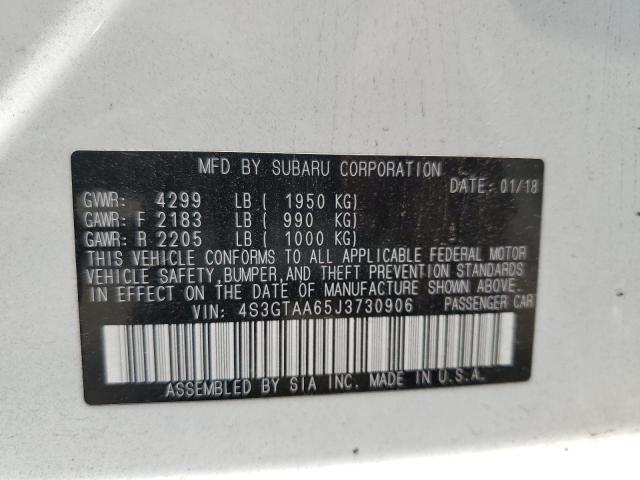 MFD BY SUBARU CORPORATION
DATE: 01/18
GVWR: 4299 LB ( 1950 KG)
GAWR: F 2183 LB ( 990 KG)
GAWR: R 2205 LB ( 1000 KG)
THIS VEHICLE CONFORMS TO ALL APPLICABLE FEDERAL MOTOR
VEHICLE SAFETY, BUMPER, AND THEFT PREVENTION STANDARDS
IN EFFECT ON THE DATE OF MANUFACTURE SHOWN ABOVE.
VIN: 4S3GTAA65J3730906 PASSENGER CAR
ASSEMBLED BY SIA INC. MADE IN U.S.A.